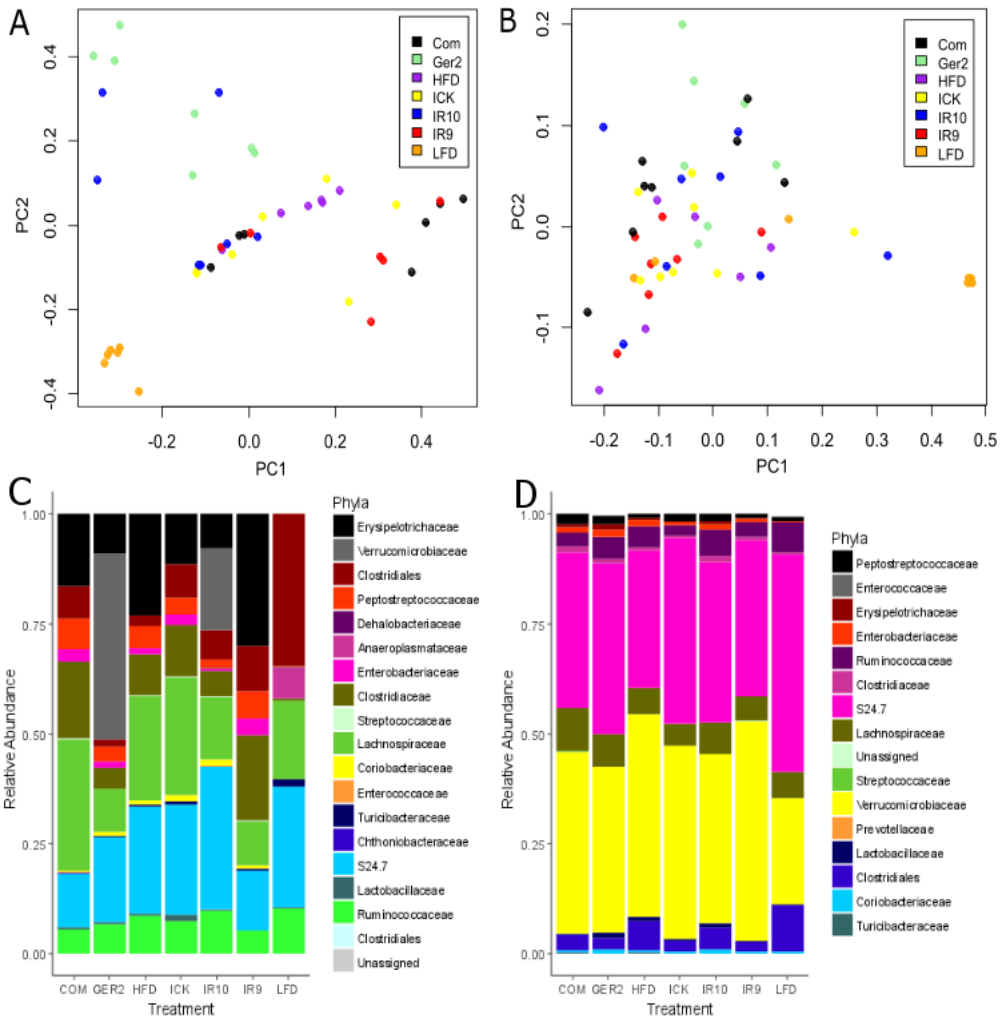 A
PC2
0.4
0.2
0.0
-0.2
-0.4
-0.2
0.0
0.2
0.4
PC1
Com
Ger2
HFD
ICK
IR10
IR9
LFD
B
PC2
0.2
0.1
0.0
-0.1
-0.2
-0.1
0.0
0.1
0.2
0.3
0.4
0.5
PC1
Com
Ger2
HFD
ICK
IR10
IR9
LFD
C
Relative Abundance
1.00
0.75
0.50
0.25
0.00
COM
GER2
HFD
ICK
IR10
IR9
LFD
Treatment
Phyla
Erysipelotrichaceae
Verrucomicrobiaceae
Clostridiales
Peptostreptococcaceae
Dehalobacteriaceae
Anaeroplasmataceae
Enterobacteriaceae
Clostridiaceae
Streptococcaceae
Lachnospiraceae
Coriobacteriaceae
Enterococcaceae
Turicibacteraceae
Chthoniobacteraceae
S24.7
Lactobacillaceae
Ruminococcaceae
Clostridiales
Unassigned
D
Relative Abundance
1.00
0.75
0.50
0.25
0.00
COM
GER2
HFD
ICK
IR10
IR9
LFD
Treatment
Phyla
Peptostreptococcaceae
Enterococcaceae
Erysipelotrichaceae
Enterobacteriaceae
Ruminococcaceae
Clostridiaceae
S24.7
Lachnospiraceae
Unassigned
Streptococcaceae
Verrucomicrobiaceae
Prevotellaceae
Lactobacillaceae
Clostridiales
Coriobacteriaceae
Turicibacteraceae